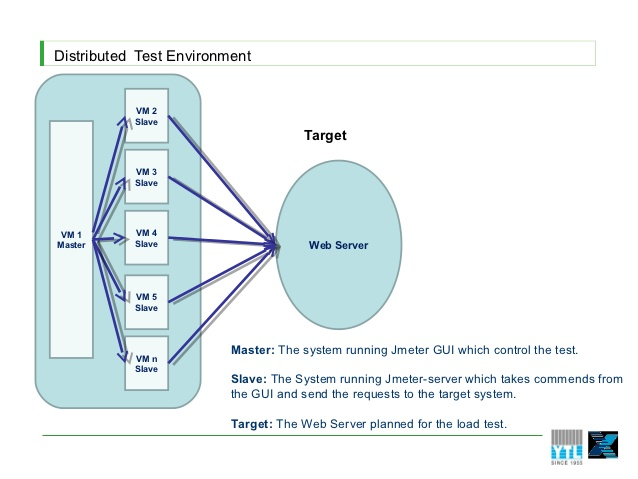 Distributed Test Environment
VM 2
Slave
VM 3
Slave
VM 1
Master
VM 4
Slave
VM 5
Slave
VM n
Slave
Target
Web Server
Master: The system running Jmeter GUI which control the test.
Slave: The System running Jmeter-server which takes commends from
the GUI and send the requests to the target system.
Target: The Web Server planned for the load test.
YTL
SINCE 1955